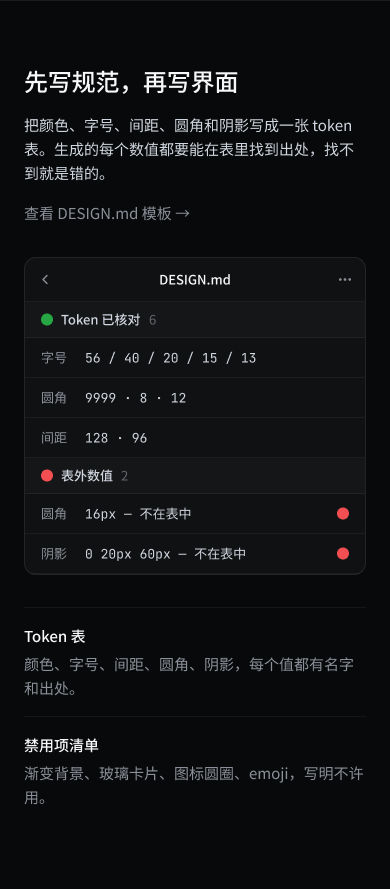 先写规范，再写界面
把颜色、字号、间距、圆角和阴影写成一张 token
表。生成的每个数值都要能在表里找到出处，找不
到就是错的。
查看 DESIGN.md 模板 →
DESIGN.md
Token 已核对 6
字号 56 / 40 / 20 / 15 / 13
圆角 9999 · 8 · 12
间距 128 · 96
表外数值 2
圆角 16px — 不在表中
阴影 0 20px 60px — 不在表中
Token 表
颜色、字号、间距、圆角、阴影，每个值都有名字
和出处。
禁用项清单
渐变背景、玻璃卡片、图标圆圈、emoji，写明不许
用。